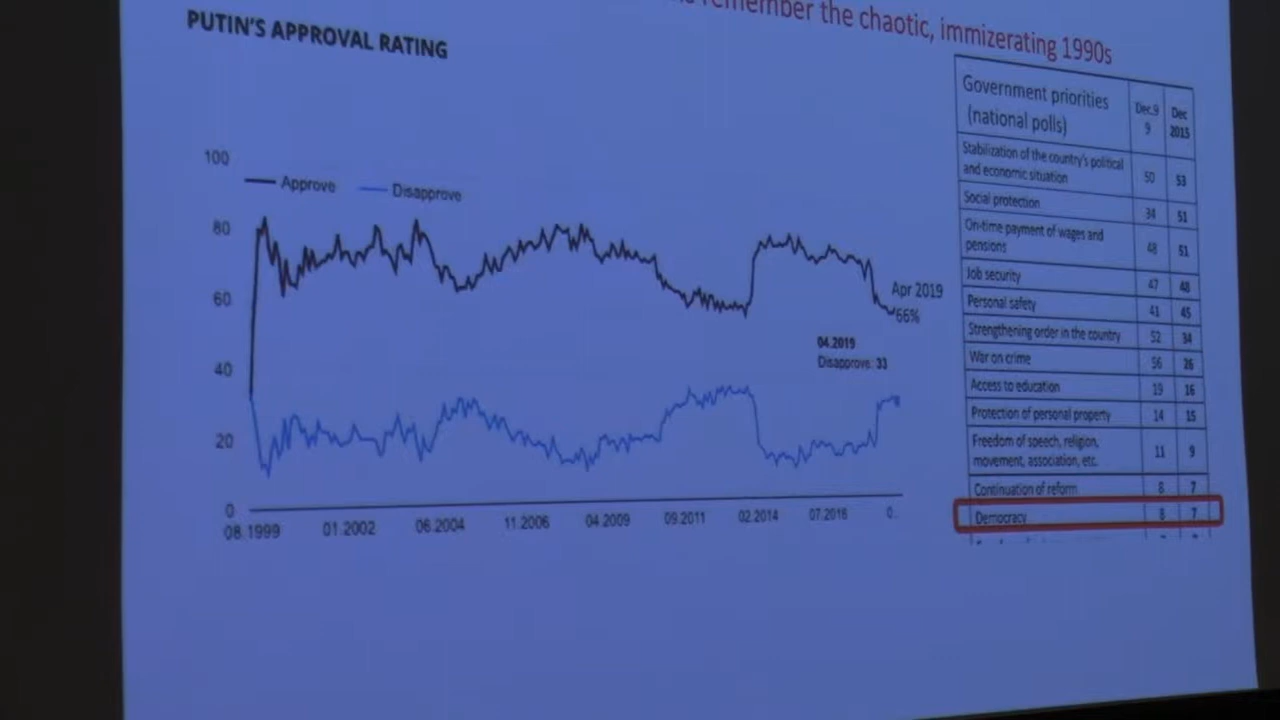 remember the chaotic, immizerating 1990s
PUTIN'S APPROVAL RATING
100
80
60
40
20
0
Approve
Disapprove
Apr 2019
66%
04.2019
Disapprove: 33
08.1999
01.2002
06.2004
11.2006
04.2009
09.2011
02.2014
07.2016
0..
Government priorities
(national polls)
Dec.9
9
Dec
2015
Stabilization of the country's political
and economic situation
50
53
Social protection
34
51
On-time payment of wages and
pensions
48
51
Job security
47
48
Personal safety
41
45
Strengthening order in the country
52
34
War on crime
56
26
Access to education
19
16
Protection of personal property
14
15
Freedom of speech, religion,
movement, association, etc.
11
9
Continuation of reform
8
7
Democracy
8
7